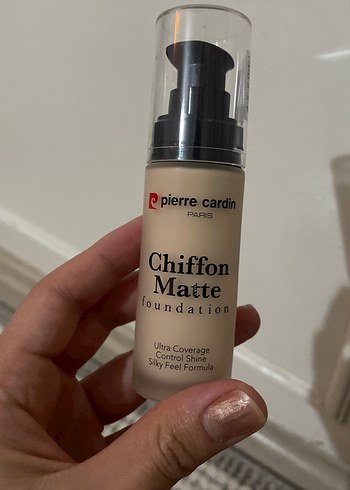 pierre cardin
PARIS
Chiffon
Matte
foundation
Ultra Coverage
Control Shine
Silky Feel Formula